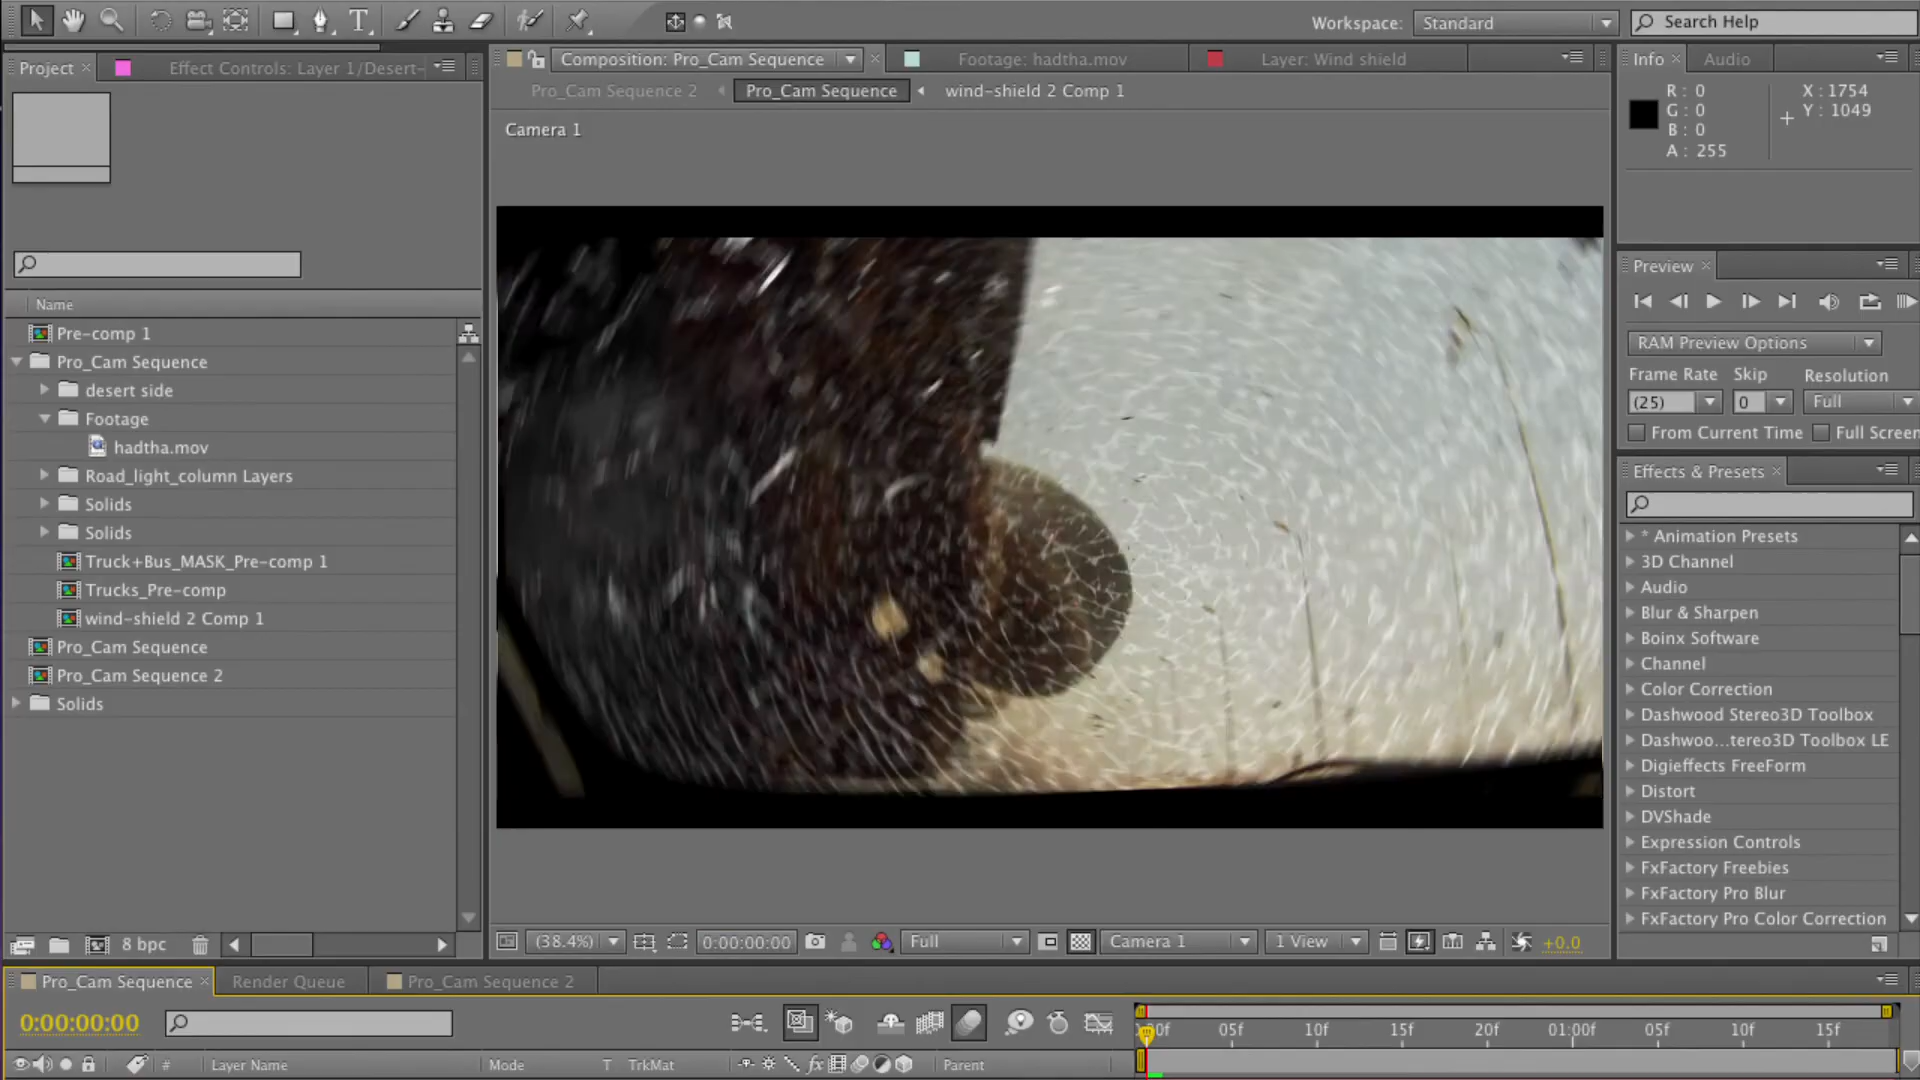 Workspace: Standard Search Help
Project Effect Controls: Layer 1/Desert-
Composition: Pro_Cam Sequence Footage: hadtha.mov Layer: Wind shield
Info Audio
Pro_Cam Sequence 2 Pro_Cam Sequence wind-shield 2 Comp 1
R : 0 X : 1754
G : 0 Y : 1049
B : 0
A : 255
Camera 1
Preview
RAM Preview Options
Frame Rate Skip Resolution
(25) 0 Full
From Current Time Full Screen
Name
Pre-comp 1
Pro_Cam Sequence
desert side
Footage
hadtha.mov
Road_light_column Layers
Solids
Solids
Truck+Bus_MASK_Pre-comp 1
Trucks_Pre-comp
wind-shield 2 Comp 1
Pro_Cam Sequence
Pro_Cam Sequence 2
Solids
Effects & Presets
* Animation Presets
3D Channel
Audio
Blur & Sharpen
Boinx Software
Channel
Color Correction
Dashwood Stereo3D Toolbox
Dashwoo...tereo3D Toolbox LE
Digieffects FreeForm
Distort
DVShade
Expression Controls
FxFactory Freebies
FxFactory Pro Blur
FxFactory Pro Color Correction
8 bpc
(38.4%) 0:00:00:00 Full Camera 1 1 View +0.0
Pro_Cam Sequence Render Queue Pro_Cam Sequence 2
0:00:00:00
05f 10f 15f 20f 01:00f 05f 10f 15f
# Layer Name Mode T TrkMat fx Parent